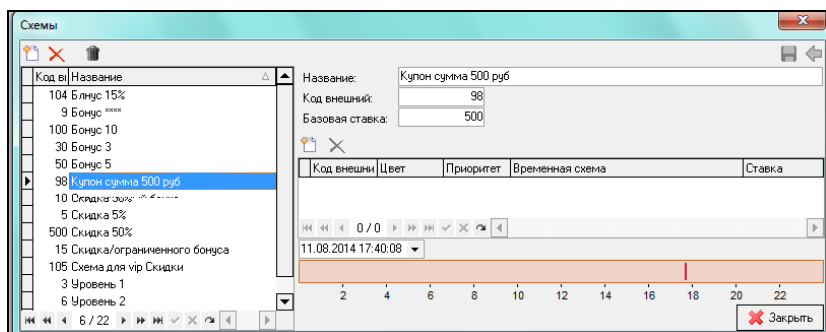 Схемы
Код вн Название
104 Блнус 15%
9 Бонус ****
100 Бонус 10
30 Бонус 3
50 Бонус 5
98 Купон сумма 500 руб
10 Скидка
5 Скидка 5%
500 Скидка 50%
15 Скидка/ограниченного бонуса
105 Схема для vip Скидки
3 Уровень 1
6 Уровень 2
6 / 22
Название: Купон сумма 500 руб
Код внешний: 98
Базовая ставка: 500
Код внешни Цвет Приоритет Временная схема Ставка
0 / 0
11.08.2014 17:40:08
2 4 6 8 10 12 14 16 18 20 22
Закрыть